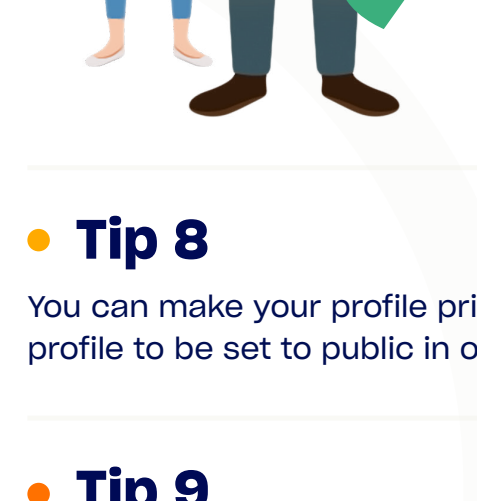 Tip 8
You can make your profile pri
profile to be set to public in o
Tip 9